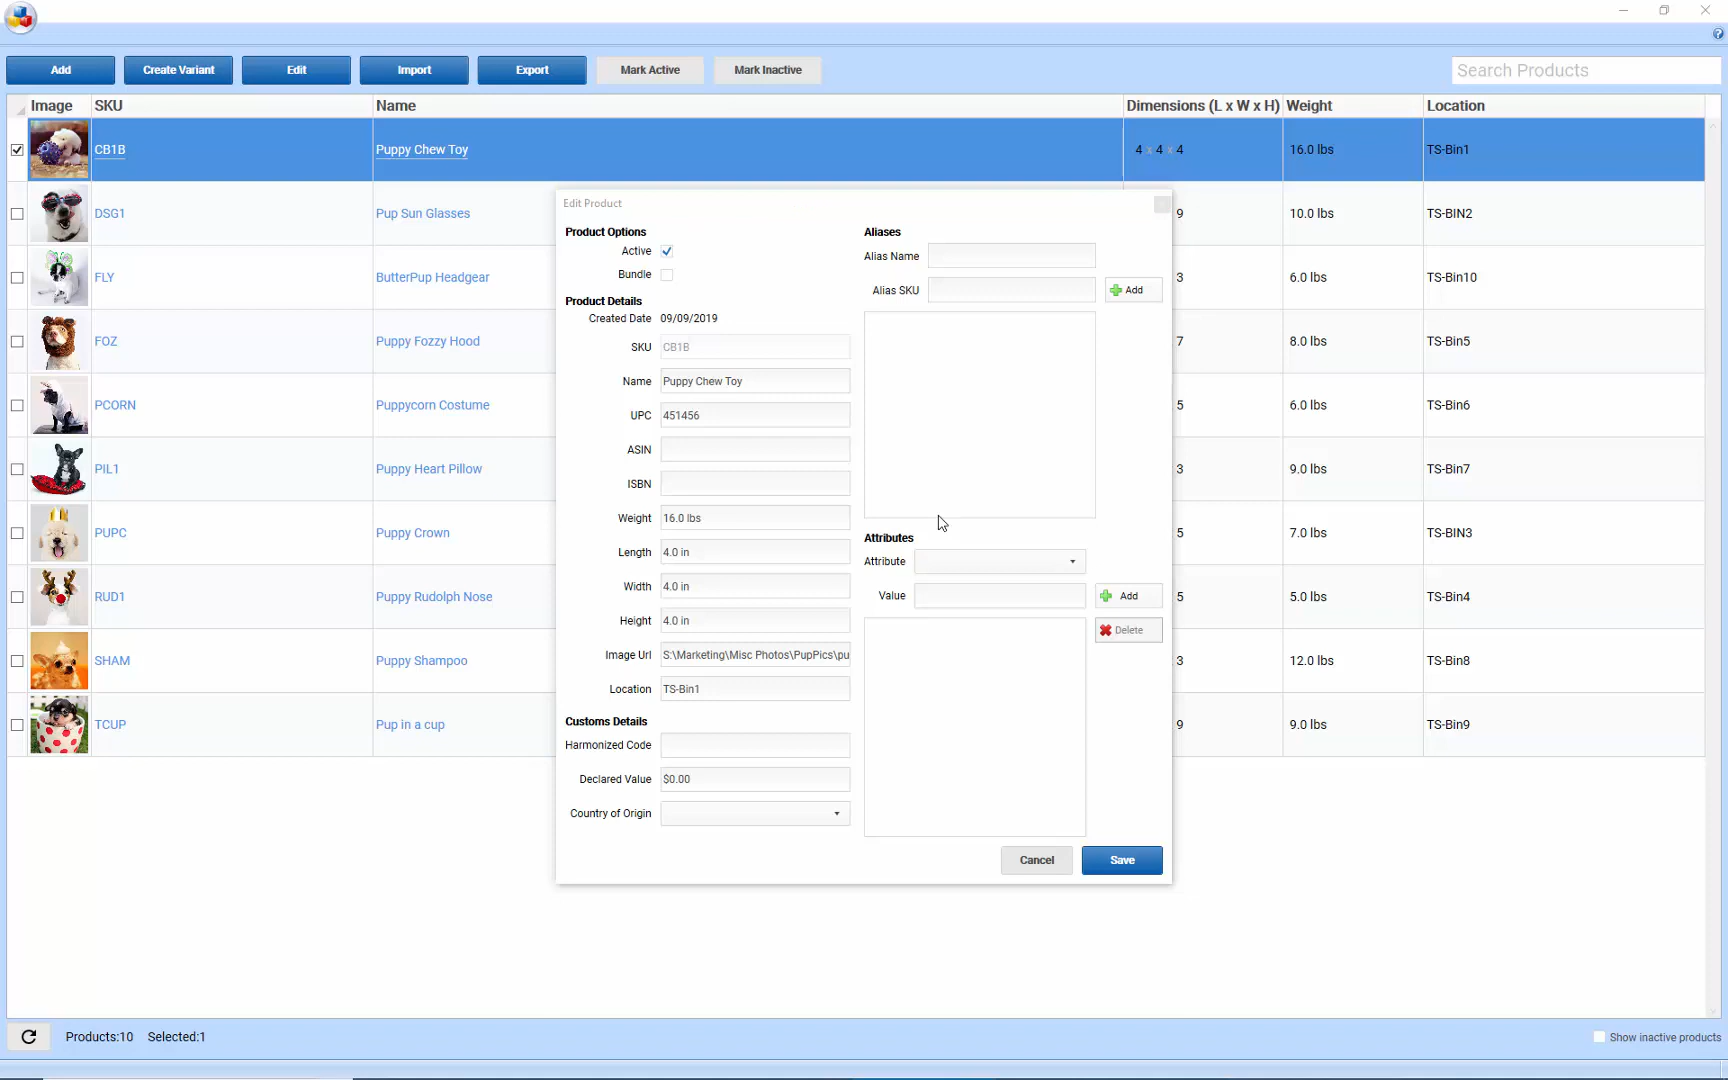 Add Create Variant Edit Import Export Mark Active Mark Inactive Search Products
Image SKU Name Dimensions (L x W x H) Weight Location
CB1B Puppy Chew Toy 4 x 4 x 4 16.0 lbs TS-Bin1
DSG1 Pup Sun Glasses 9 10.0 lbs TS-BIN2
FLY ButterPup Headgear 3 6.0 lbs TS-Bin10
FOZ Puppy Fozzy Hood 7 8.0 lbs TS-Bin5
PCORN Puppycorn Costume 5 6.0 lbs TS-Bin6
PIL1 Puppy Heart Pillow 3 9.0 lbs TS-Bin7
PUPC Puppy Crown 5 7.0 lbs TS-BIN3
RUD1 Puppy Rudolph Nose 5 5.0 lbs TS-Bin4
SHAM Puppy Shampoo 3 12.0 lbs TS-Bin8
TCUP Pup in a cup 9 9.0 lbs TS-Bin9
Edit Product
Product Options
Active
Bundle
Product Details
Created Date 09/09/2019
SKU CB1B
Name Puppy Chew Toy
UPC 451456
ASIN
ISBN
Weight 16.0 lbs
Length 4.0 in
Width 4.0 in
Height 4.0 in
Image Url S:\Marketing\Misc Photos\PupPics\pu
Location TS-Bin1
Customs Details
Harmonized Code
Declared Value $0.00
Country of Origin
Aliases
Alias Name
Alias SKU Add
Attributes
Attribute
Value Add
Delete
Cancel Save
Products:10 Selected:1 Show inactive products